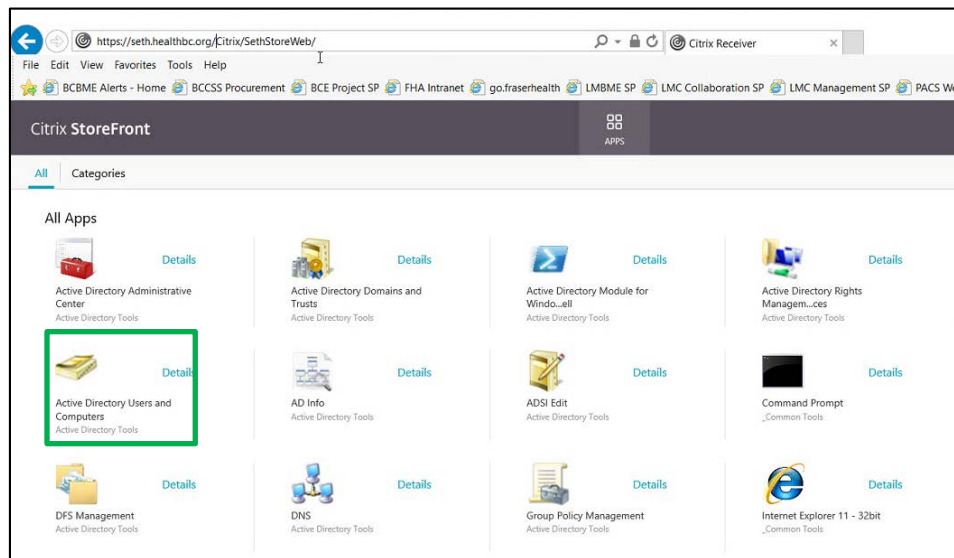 https://seth.healthbc.org/Citrix/SethStoreWeb/
Citrix Receiver
File Edit View Favorites Tools Help
BCBME Alerts - Home BCCSS Procurement BCE Project SP FHA Intranet go.fraserhealth LMBME SP LMC Collaboration SP LMC Management SP PACS We
Citrix StoreFront
APPS
All Categories
All Apps
Details Details Details Details
Active Directory Administrative Center
Active Directory Tools
Active Directory Domains and Trusts
Active Directory Tools
Active Directory Module for Windo...ell
Active Directory Tools
Active Directory Rights Managem...ces
Active Directory Tools
Details Details Details Details
Active Directory Users and Computers
Active Directory Tools
AD Info
Active Directory Tools
ADSI Edit
Active Directory Tools
Command Prompt
_Common Tools
Details Details Details Details
DFS Management
Active Directory Tools
DNS
Active Directory Tools
Group Policy Management
Active Directory Tools
Internet Explorer 11 - 32bit
_Common Tools